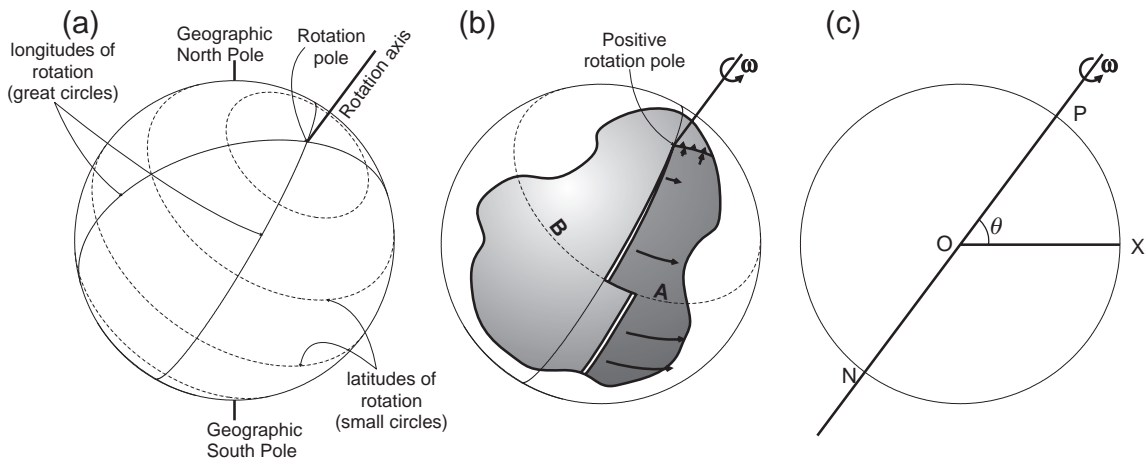 (a)
longitudes of
rotation
(great circles)
Geographic
North Pole
Rotation
pole
Rotation axis
latitudes of
rotation
(small circles)
Geographic
South Pole
(b)
Positive
rotation pole
ω
B
A
(c)
ω
P
θ
O
X
N